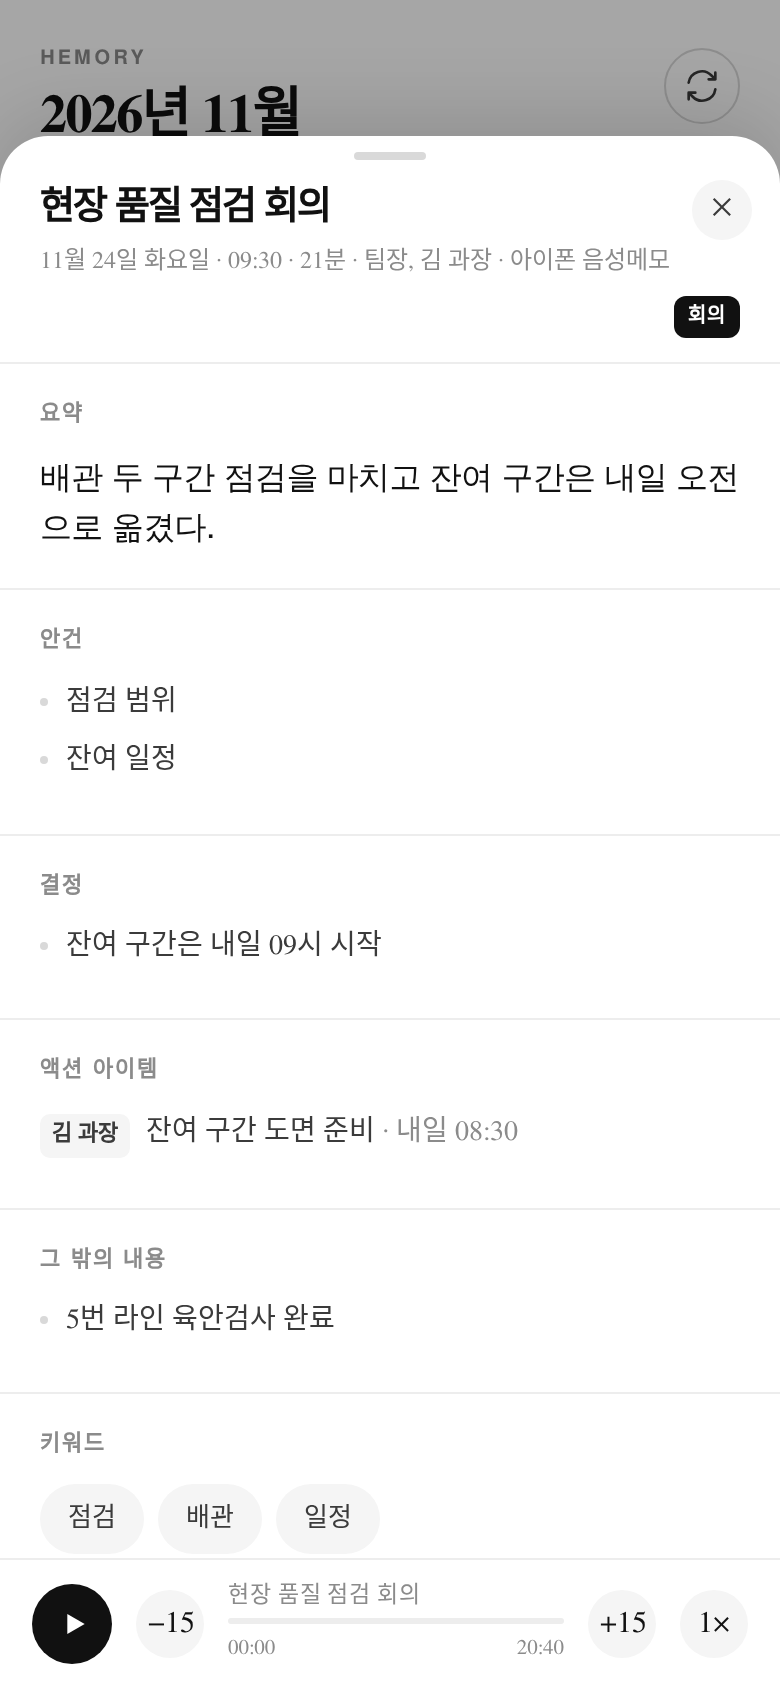 HEMORY
2026년 11월
현장 품질 점검 회의
11월 24일 화요일 · 09:30 · 21분 · 팀장, 김 과장 · 아이폰 음성메모
회의
요약
배관 두 구간 점검을 마치고 잔여 구간은 내일 오전
으로 옮겼다.
안건
점검 범위
잔여 일정
결정
잔여 구간은 내일 09시 시작
액션 아이템
김 과장 잔여 구간 도면 준비 · 내일 08:30
그 밖의 내용
5번 라인 육안검사 완료
키워드
점검 배관 일정
현장 품질 점검 회의
−15 +15 1×
00:00 20:40